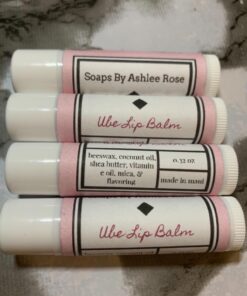 Soaps By Ashlee Rose
Ube Lip Balm
beeswax, coconut oil,
shea butter, vitamin
e oil, mica, &
flavoring
0.52 oz.
made in maui
Ube Lip Balm